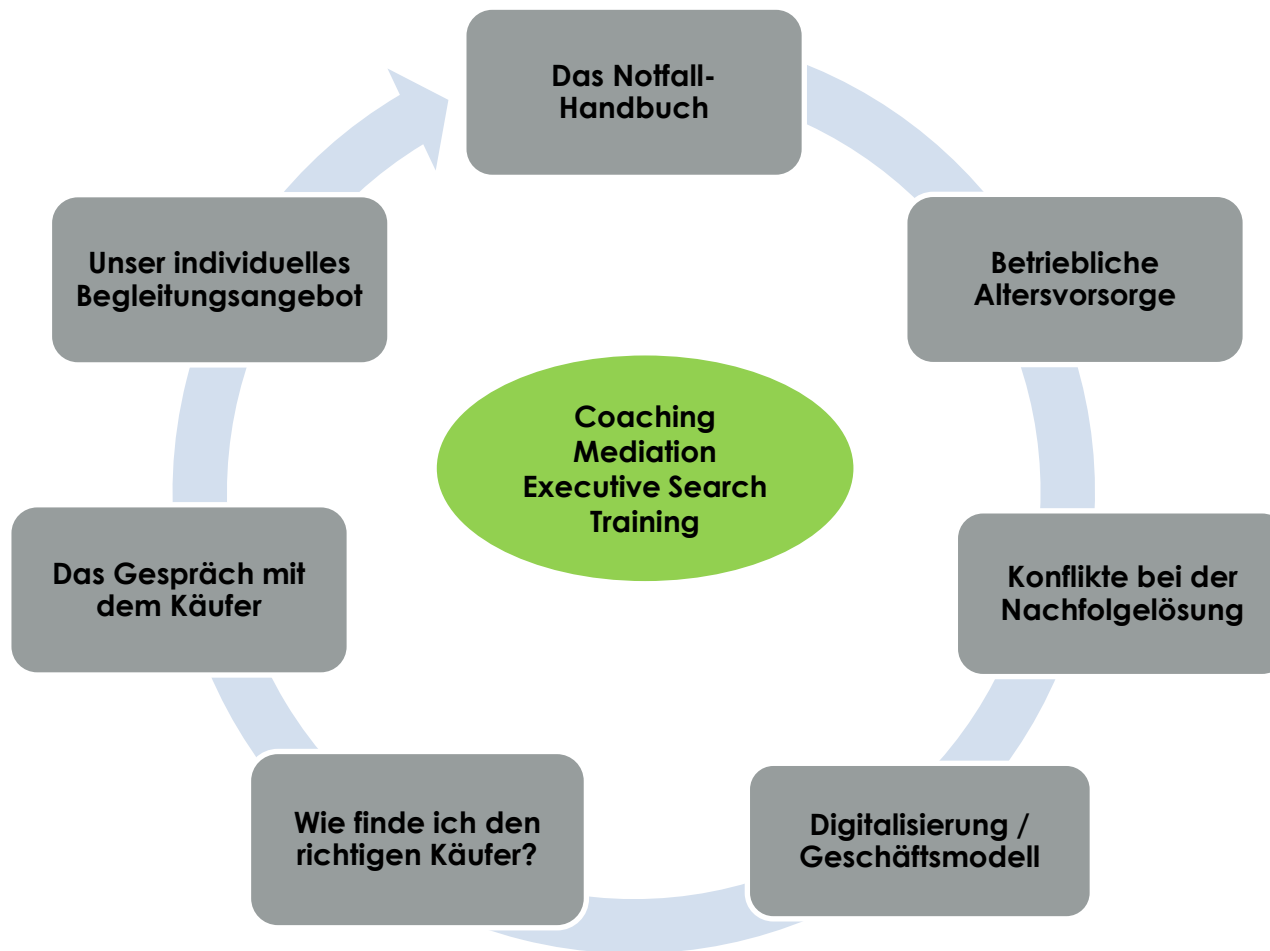 Das Notfall-
Handbuch
Betriebliche
Altersvorsorge
Konflikte bei der
Nachfolgelösung
Digitalisierung /
Geschäftsmodell
Wie finde ich den
richtigen Käufer?
Das Gespräch mit
dem Käufer
Unser individuelles
Begleitungsangebot
Coaching
Mediation
Executive Search
Training